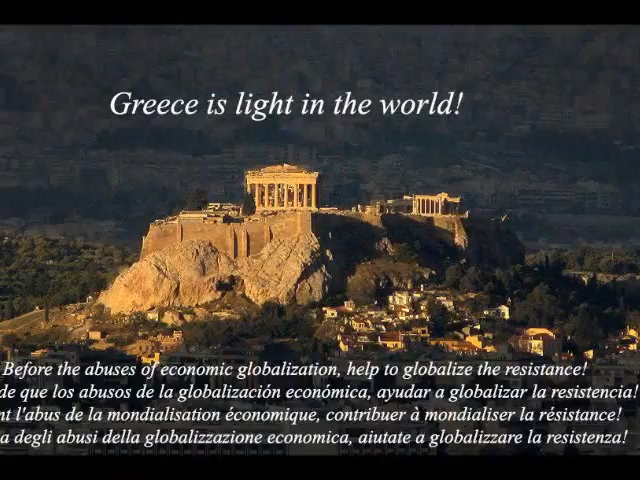 Greece is light in the world!
Before the abuses of economic globalization, help to globalize the resistance!
de que los abusos de la globalización económica, ayudar a globalizar la resistencia!
l'abus de la mondialisation économique, contribuer à mondialiser la résistance!
degli abusi della globalizzazione economica, aiutate a globalizzare la resistenza!